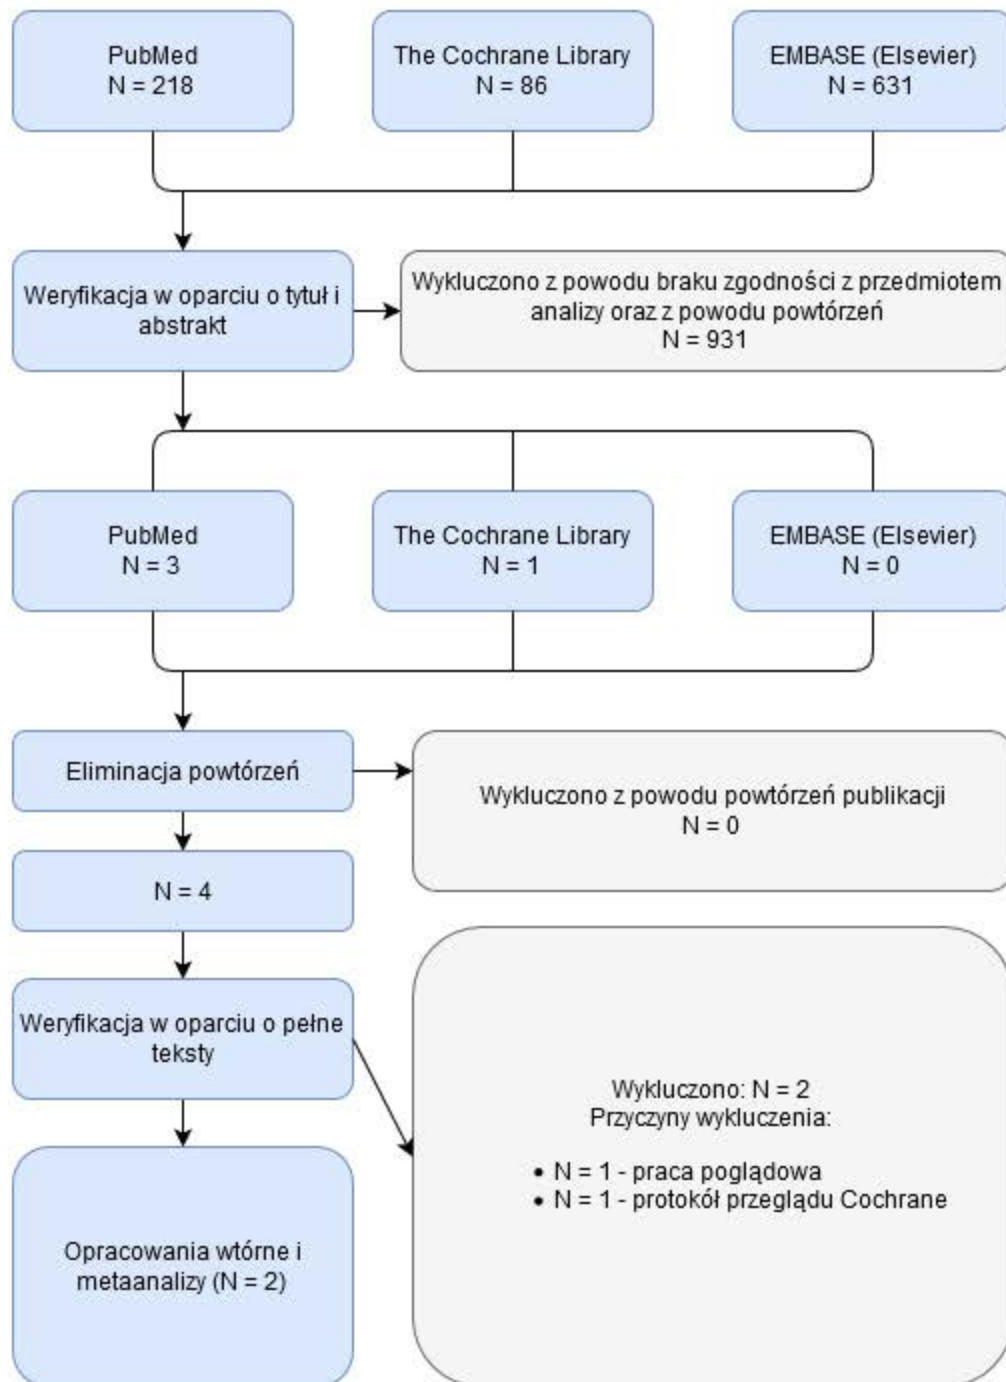 PubMed
N = 218
The Cochrane Library
N = 86
EMBASE (Elsevier)
N = 631
Weryfikacja w oparciu o tytuł i
abstrakt
Wykluczono z powodu braku zgodności z przedmiotem
analizy oraz z powodu powtórzeń
N = 931
PubMed
N = 3
The Cochrane Library
N = 1
EMBASE (Elsevier)
N = 0
Eliminacja powtórzeń
Wykluczono z powodu powtórzeń publikacji
N = 0
N = 4
Weryfikacja w oparciu o pełne
teksty
Wykluczono: N = 2
Przyczyny wykluczenia:
• N = 1 - praca poglądowa
• N = 1 - protokół przeglądu Cochrane
Opracowania wtórne i
metaanalizy (N = 2)